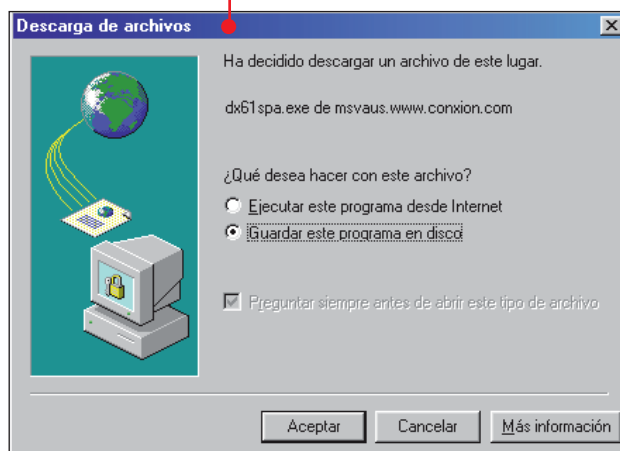 Descarga de archivos
Ha decidido descargar un archivo de este lugar.
dx61spa.exe de msvaus.www.conxion.com
¿Qué desea hacer con este archivo?
Ejecutar este programa desde Internet
Guardar este programa en disco
Preguntar siempre antes de abrir este tipo de archivo
Aceptar Cancelar Más información